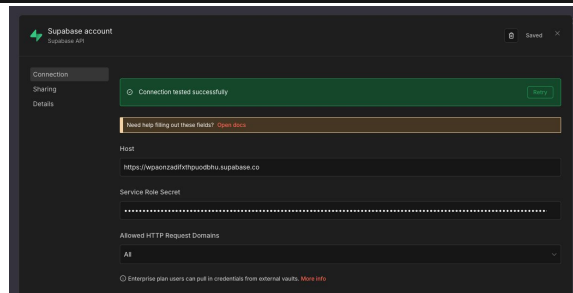 Supabase account
Supabase API
Saved
Connection
Sharing
Details
Connection tested successfully
Retry
Need help filling out these fields? Open docs
Host
https://wpaonzadifxthpuodbhu.supabase.co
Service Role Secret
Allowed HTTP Request Domains
All
Enterprise plan users can pull in credentials from external vaults. More info